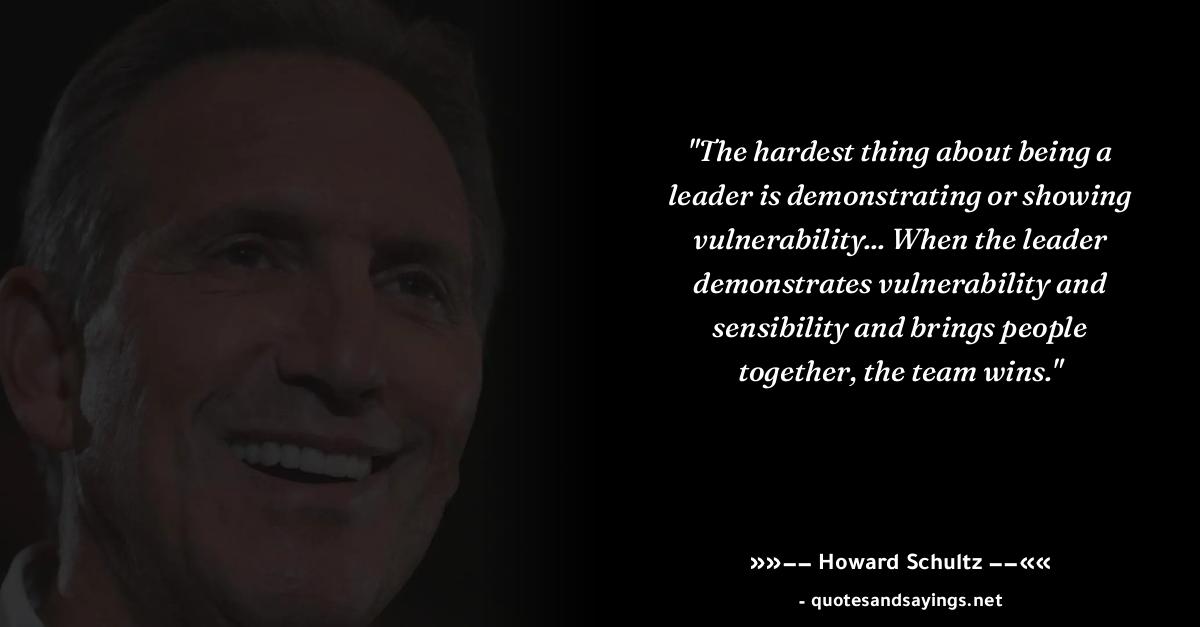 "The hardest thing about being a
leader is demonstrating or showing
vulnerability... When the leader
demonstrates vulnerability and
sensibility and brings people
together, the team wins."
»»−− Howard Schultz −−««
- quotesandsayings.net